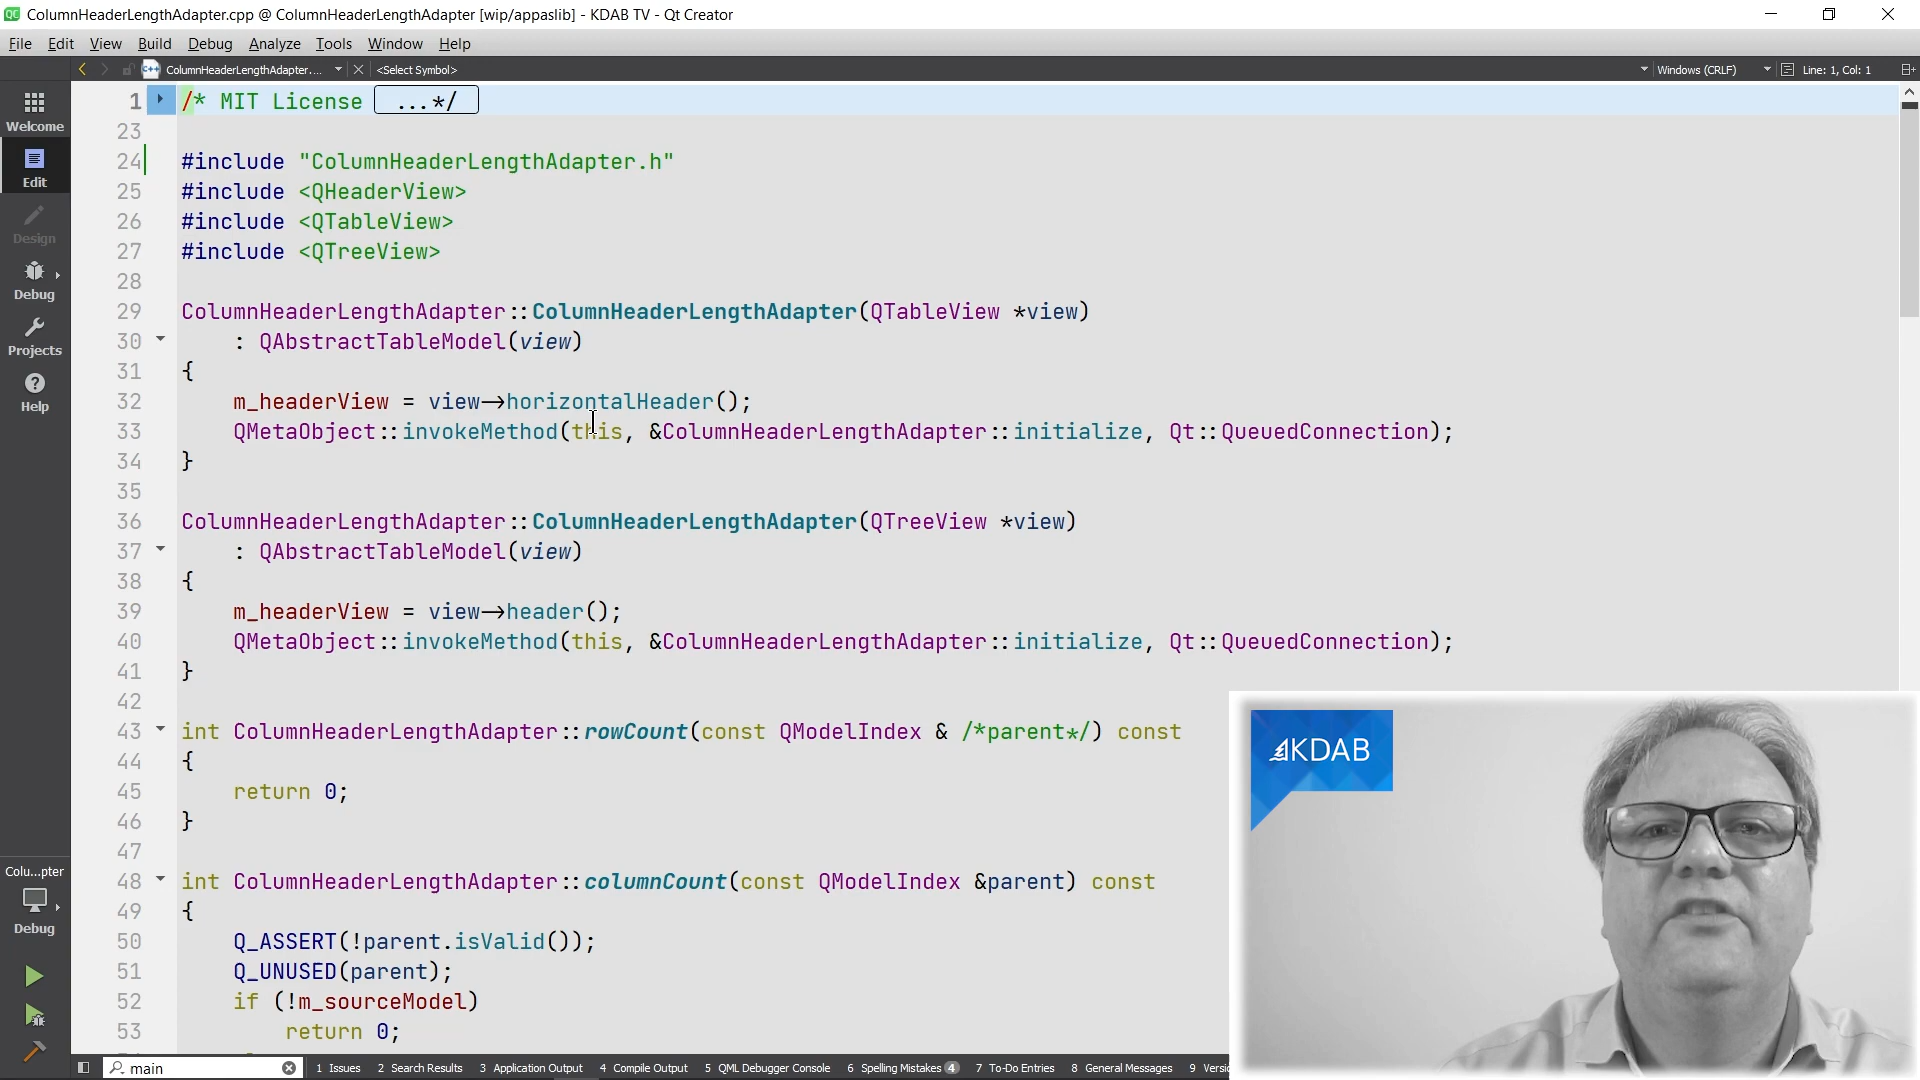 ColumnHeaderLengthAdapter.cpp @ ColumnHeaderLengthAdapter [wip/appaslib] - KDAB TV - Qt Creator
File Edit View Build Debug Analyze Tools Window Help
ColumnHeaderLengthAdapter.... <Select Symbol> Windows (CRLF) Line: 1, Col: 1
Welcome
Edit
Design
Debug
Projects
Help
Colu...pter
Debug
1 /* MIT License ...*/
23
24 #include "ColumnHeaderLengthAdapter.h"
25 #include <QHeaderView>
26 #include <QTableView>
27 #include <QTreeView>
28
29 ColumnHeaderLengthAdapter::ColumnHeaderLengthAdapter(QTableView *view)
30 : QAbstractTableModel(view)
31 {
32 m_headerView = view->horizontalHeader();
33 QMetaObject::invokeMethod(this, &ColumnHeaderLengthAdapter::initialize, Qt::QueuedConnection);
34 }
35
36 ColumnHeaderLengthAdapter::ColumnHeaderLengthAdapter(QTreeView *view)
37 : QAbstractTableModel(view)
38 {
39 m_headerView = view->header();
40 QMetaObject::invokeMethod(this, &ColumnHeaderLengthAdapter::initialize, Qt::QueuedConnection);
41 }
42
43 int ColumnHeaderLengthAdapter::rowCount(const QModelIndex & /*parent*/) const
44 {
45 return 0;
46 }
47
48 int ColumnHeaderLengthAdapter::columnCount(const QModelIndex &parent) const
49 {
50 Q_ASSERT(!parent.isValid());
51 Q_UNUSED(parent);
52 if (!m_sourceModel)
53 return 0;
KDAB
main 1 Issues 2 Search Results 3 Application Output 4 Compile Output 5 QML Debugger Console 6 Spelling Mistakes 4 7 To-Do Entries 8 General Messages 9